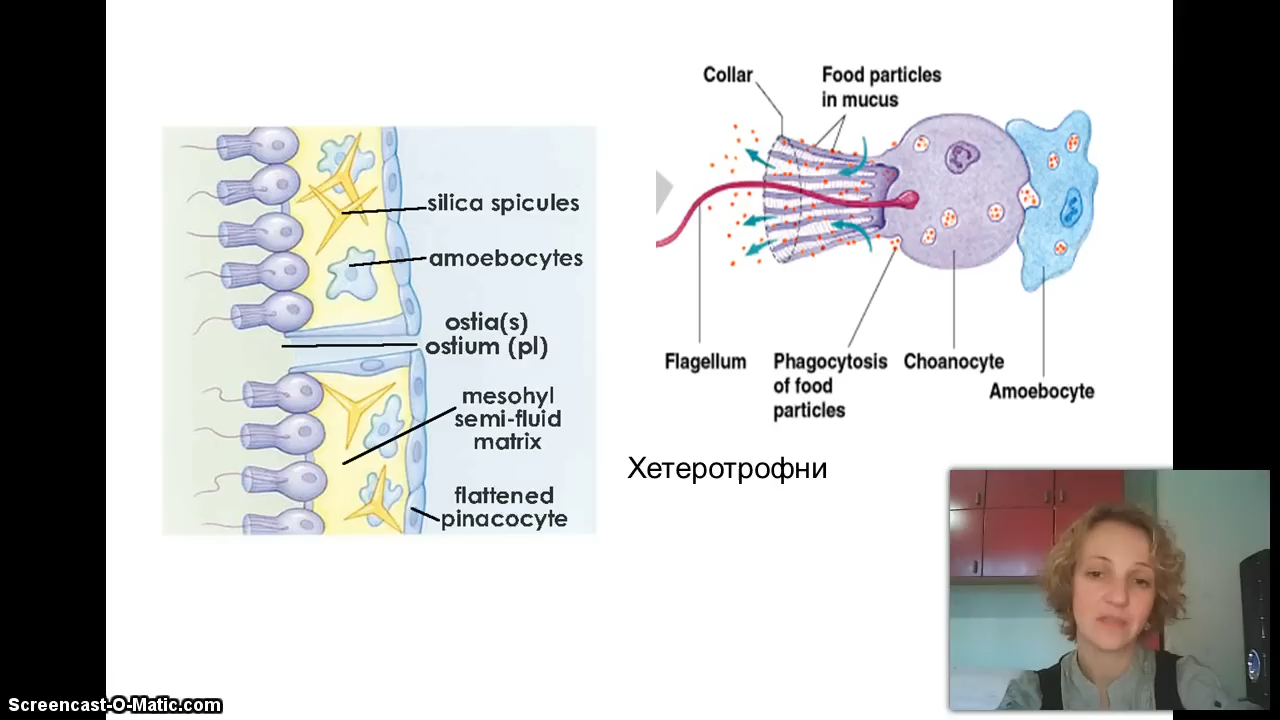 silica spicules
amoebocytes
ostia(s)
ostium (pl)
mesohyl
semi-fluid
matrix
flattened
pinacocyte
Collar
Food particles
in mucus
Flagellum
Phagocytosis
of food
particles
Choanocyte
Amoebocyte
Хетеротрофни
Screencast-O-Matic.com